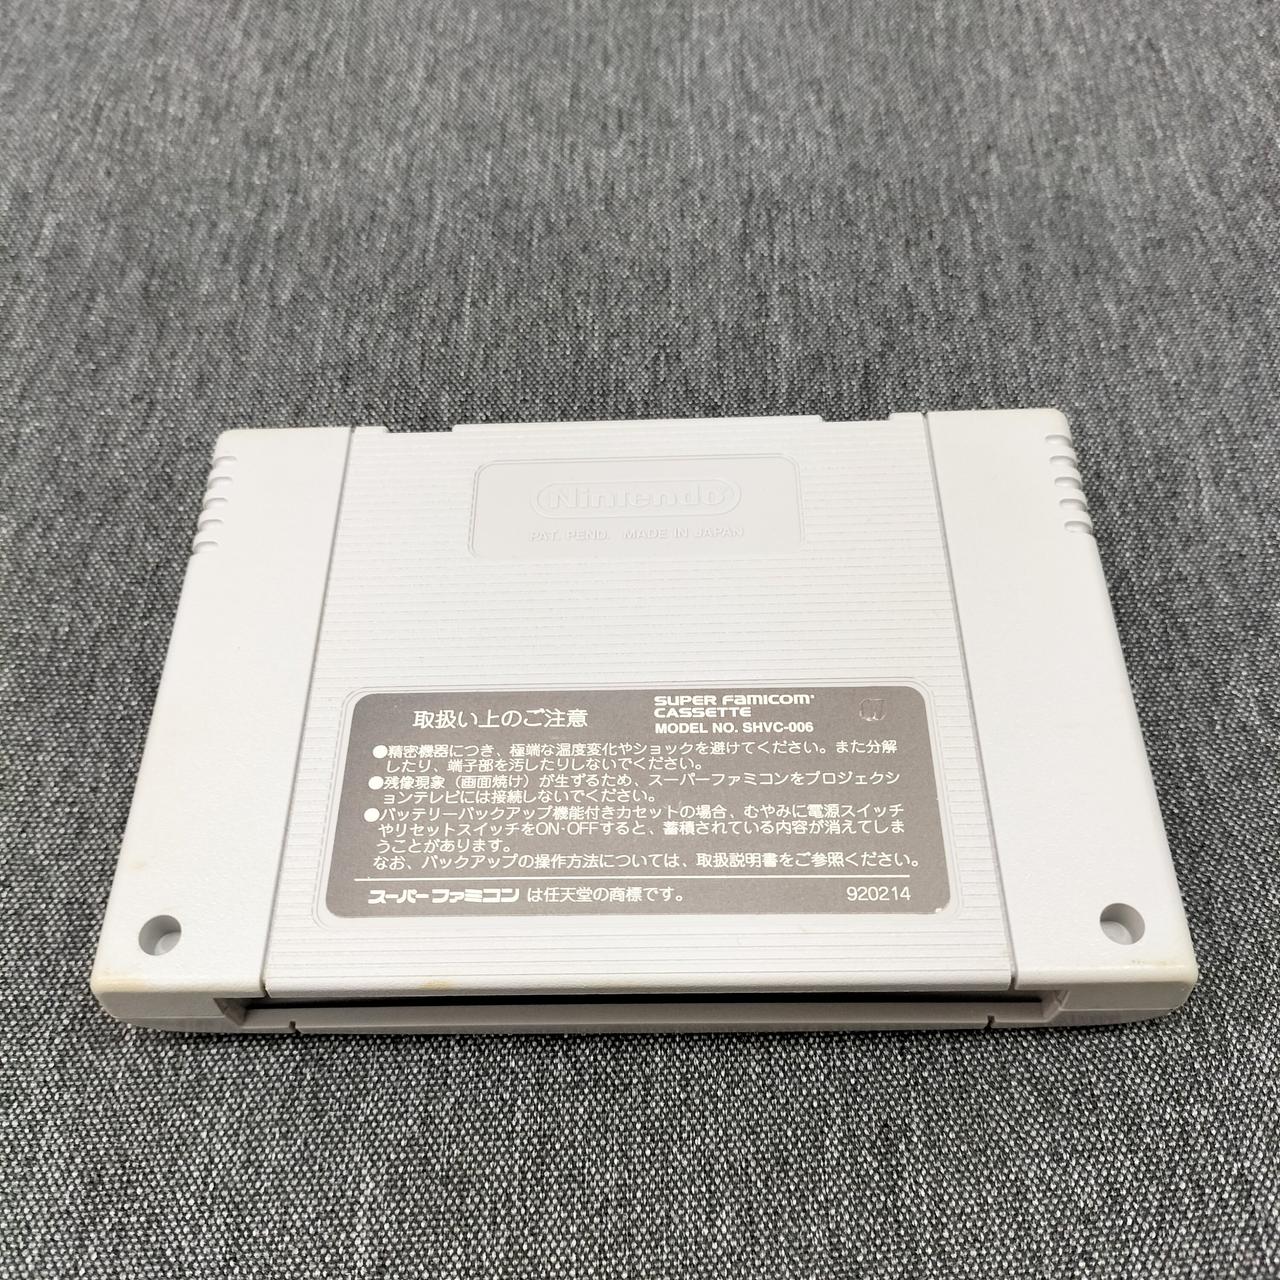 Nintendo®
PAT. PEND. MADE IN JAPAN
取扱い上のご注意
SUPER FAMICOM®
CASSETTE
MODEL NO. SHVC-006
●精密機器につき、極端な温度変化やショックを避けてください。また分解
したり、端子部を汚したりしないでください。
●残像現象（画面焼け）が生ずるため、スーパーファミコンをプロジェクシ
ョンテレビには接続しないでください。
●バッテリーバックアップ機能付きカセットの場合、むやみに電源スイッチ
やリセットスイッチをON・OFFすると、蓄積されている内容が消えてしま
うことがあります。
なお、バックアップの操作方法については、取扱説明書をご参照ください。
スーパーファミコン は任天堂の商標です。
920214